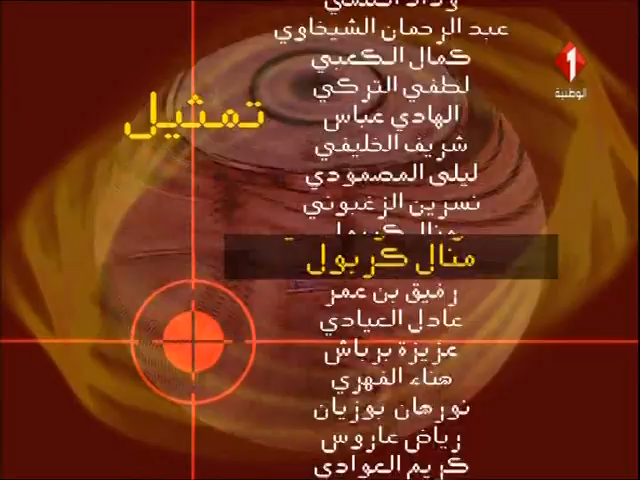 عبد الرحمان الشيخاوي
كمال الكعبي
لطفي التركي
الهادي عباس
شريف الخليفي
ليلى المصمودي
نسرين الزغبوني
منال كربول
رفيق بن عمر
عادل العيادي
عزيزة برباش
هناء الفهري
نورهان بوزيان
رياض عاروس
كريم العوادي
تمثيل
1
الوطنية